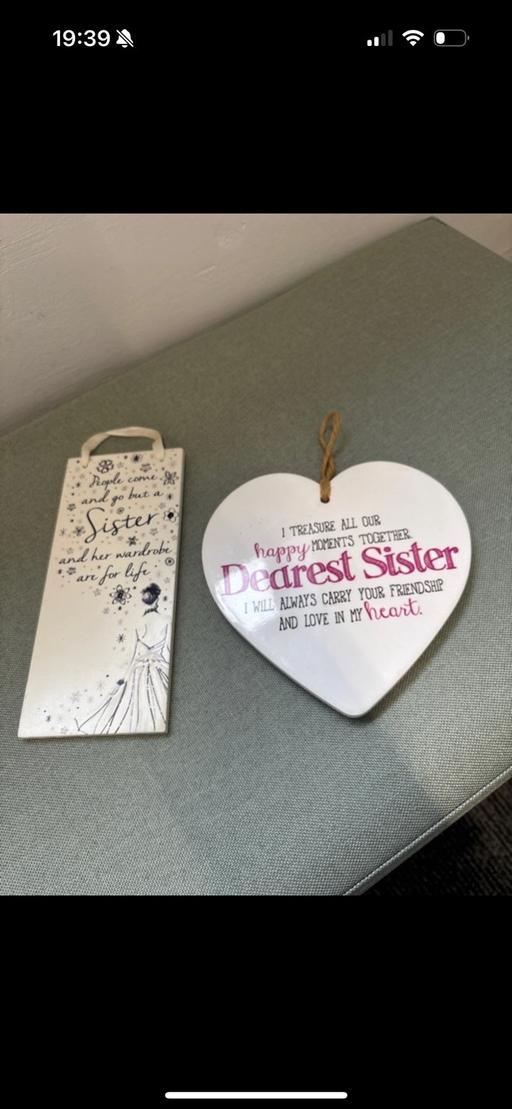 19:39
People come
and go but a
Sister
and her wardrobe
are for life
I TREASURE ALL OUR
happy MOMENTS TOGETHER
Dearest Sister
I WILL ALWAYS CARRY YOUR FRIENDSHIP
AND LOVE IN MY heart.